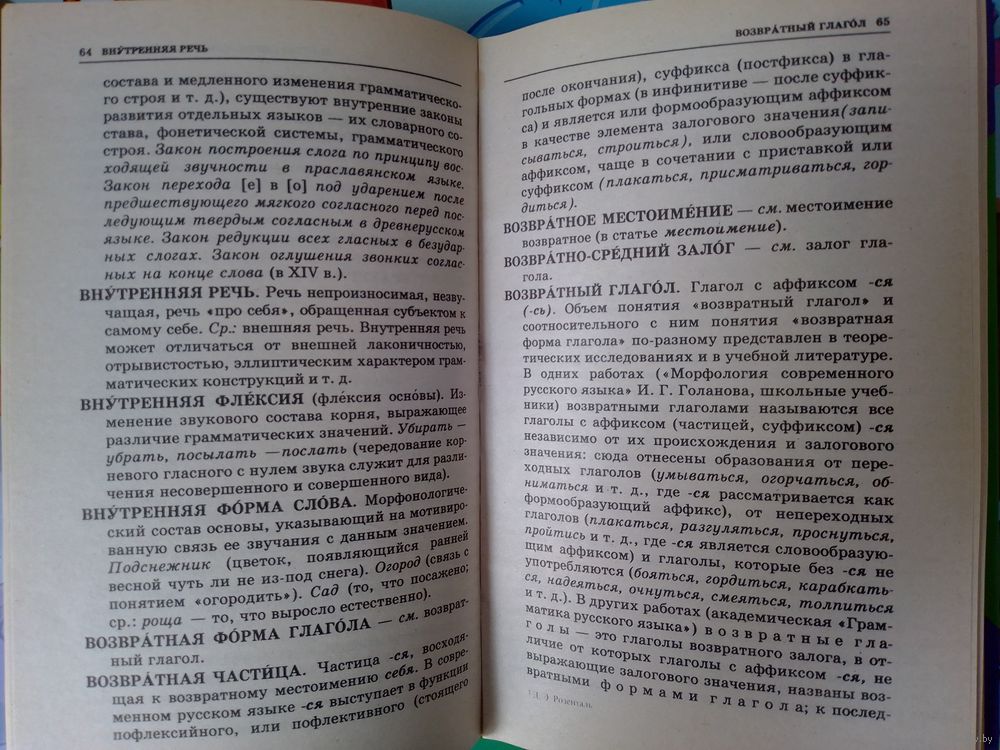 64 ВНУ́ТРЕННЯЯ РЕЧЬ
состава и медленного изменения грамматическо-
го строя и т. д.), существуют внутренние законы
развития отдельных языков — их словарного со-
става, фонетической системы, грамматического
строя. Закон построения слога по принципу вос-
ходящей звучности в праславянском языке.
Закон перехода [е] в [о] под ударением после
предшествующего мягкого согласного перед пос-
ледующим твердым согласным в древнерусском
языке. Закон редукции всех гласных в безудар-
ных слогах. Закон оглушения звонких соглас-
ных на конце слова (в XIV в.).
ВНУ́ТРЕННЯЯ РЕЧЬ. Речь непроизносимая, незву-
чащая, речь «про себя», обращенная субъектом к
самому себе. Ср.: внешняя речь. Внутренняя речь
может отличаться от внешней лаконичностью,
отрывистостью, эллиптическим характером грам-
матических конструкций и т. д.
ВНУ́ТРЕННЯЯ ФЛЕ́КСИЯ (фле́ксия осно́вы). Из-
менение звукового состава корня, выражающее
различие грамматических значений. Убирать —
убрать, посылать —послать (чередование кор-
невого гласного с нулем звука служит для разли-
чения несовершенного и совершенного вида).
ВНУ́ТРЕННЯЯ ФО́РМА СЛО́ВА. Морфонологиче-
ский состав основы, указывающий на мотивиро-
ванную связь ее звучания с данным значением.
Подснежник (цветок, появляющийся ранней
весной чуть ли не из-под снега). Огород (связь с
понятием «огородить»). Сад (то, что посажено;
ср.: роща — то, что выросло естественно).
ВОЗВРА́ТНАЯ ФО́РМА ГЛАГО́ЛА — см. возврат-
ный глагол.
ВОЗВРА́ТНАЯ ЧАСТИ́ЦА. Частица -ся, восходя-
щая к возвратному местоимению себя. В совре-
менном русском языке -ся выступает в функции
пофлексийного, или пофлективного (стоящего
ВОЗВРА́ТНЫЙ ГЛАГО́Л 65
после окончания), суффикса (постфикса) в гла-
гольных формах (в инфинитиве — после суффик-
са) и является или формообразующим аффиксом
в качестве элемента залогового значения(запи-
сываться, строиться), или словообразующим
аффиксом, чаще в сочетании с приставкой или
суффиксом (плакаться, присматриваться, гор-
диться).
ВОЗВРА́ТНОЕ МЕСТОИМЕ́НИЕ — см. местоимение
возвратное (в статье местоимение).
ВОЗВРА́ТНО-СРЕ́ДНИЙ ЗАЛО́Г — см. залог гла-
гола.
ВОЗВРА́ТНЫЙ ГЛАГО́Л. Глагол с аффиксом -ся
(-сь). Объем понятия «возвратный глагол» и
соотносительного с ним понятия «возвратная
форма глагола» по-разному представлен в теоре-
тических исследованиях и в учебной литературе.
В одних работах («Морфология современного
русского языка» И. Г. Голанова, школьные учеб-
ники) возвратными глаголами называются все
глаголы с аффиксом (частицей, суффиксом) -ся
независимо от их происхождения и залогового
значения: сюда отнесены образования от пере-
ходных глаголов (умываться, огорчаться, об-
ниматься и т. д., где -ся рассматривается как
формообразующий аффикс), от непереходных
глаголов (плакаться, разгуляться, проснуться,
пройтись и т. д., где -ся является словообразую-
щим аффиксом) и глаголы, которые без -ся не
употребляются (бояться, гордиться, карабкать-
ся, надеяться, очнуться, смеяться, толпиться
и т. д.). В других работах (академическая «Грам-
матика русского языка») возвратные гла-
голы — это глаголы возвратного залога, в от-
личие от которых глаголы с аффиксом -ся, не
выражающие залогового значения, названы воз-
вратными формами глагола; к послед-
Розенталь